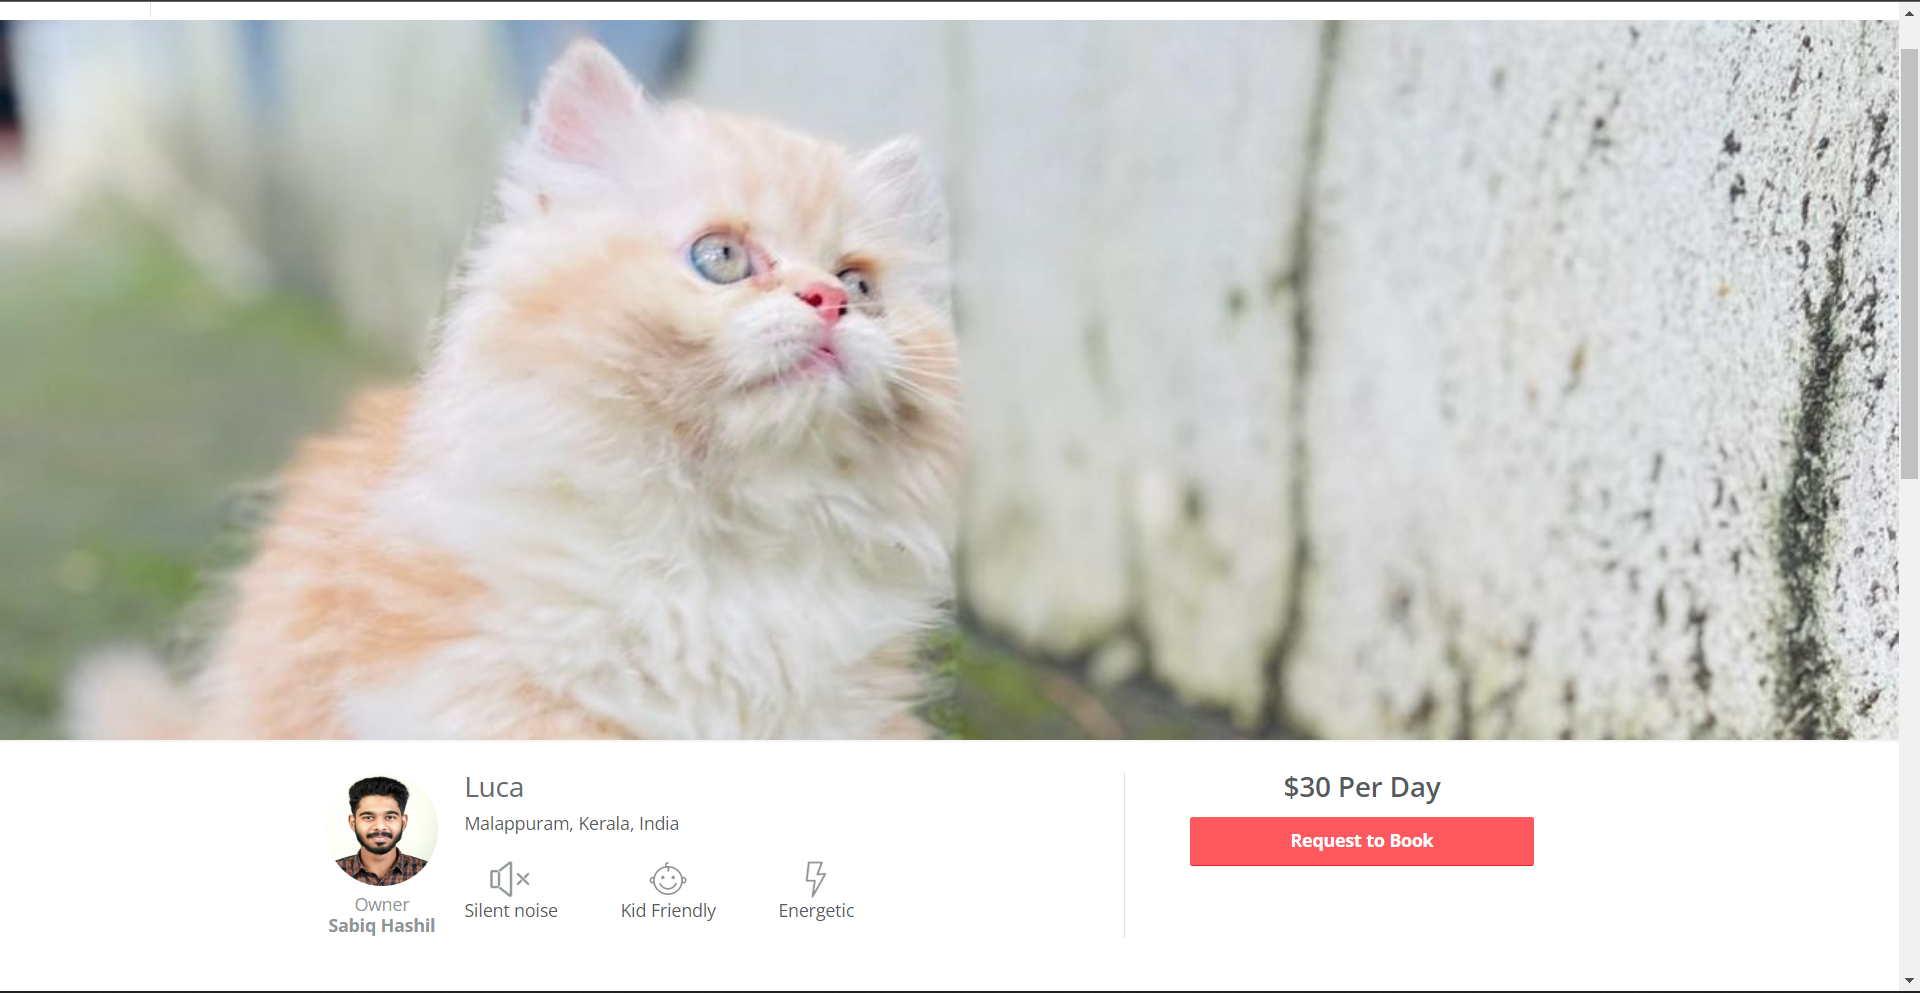 Luca
Malappuram, Kerala, India
Silent noise
Kid Friendly
Energetic
Owner
Sabiq Hashil
$30 Per Day
Request to Book